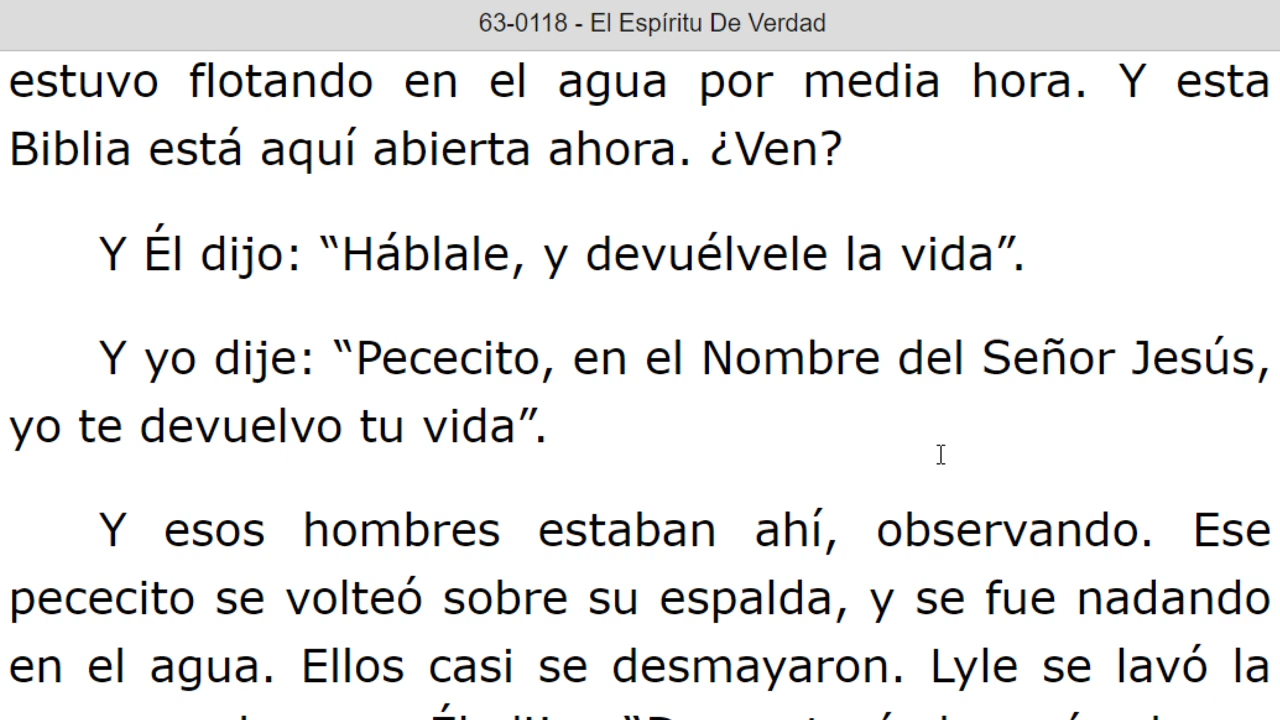 63-0118 - El Espíritu De Verdad
estuvo flotando en el agua por media hora. Y esta
Biblia está aquí abierta ahora. ¿Ven?
Y Él dijo: “Háblale, y devuélvele la vida”.
Y yo dije: “Pececito, en el Nombre del Señor Jesús,
yo te devuelvo tu vida”.
Y esos hombres estaban ahí, observando. Ese
pececito se volteó sobre su espalda, y se fue nadando
en el agua. Ellos casi se desmayaron. Lyle se lavó la